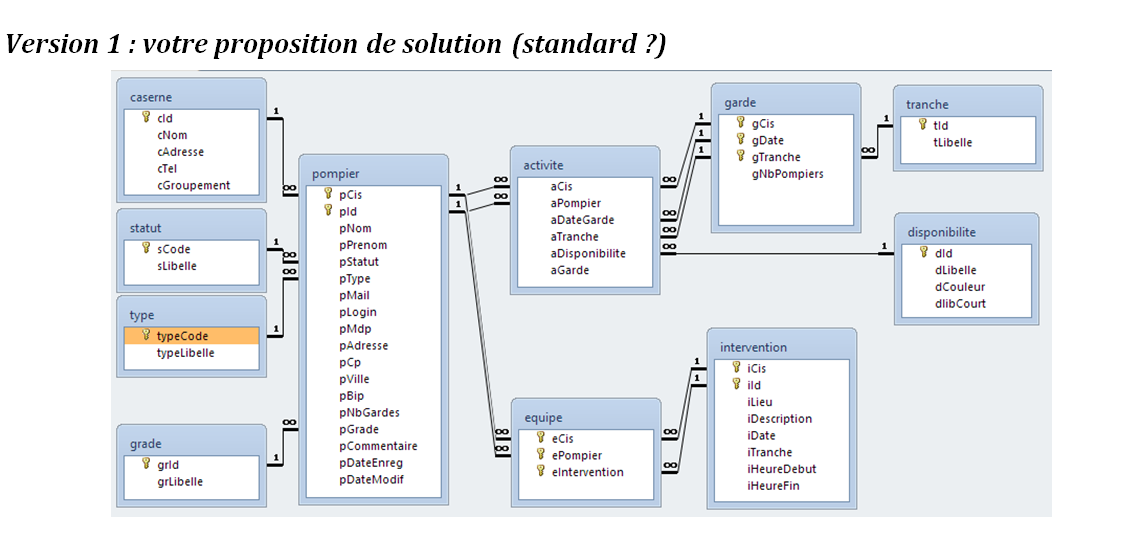 Version 1 : votre proposition de solution (standard ?)
caserne
cId
cNom
cAdresse
cTel
cGroupement
statut
sCode
sLibelle
type
typeCode
typeLibelle
grade
grId
grLibelle
pompier
pCis
pId
pNom
pPrenom
pStatut
pType
pMail
pLogin
pMdp
pAdresse
pCp
pVille
pBip
pNbGardes
pGrade
pCommentaire
pDateEnreg
pDateModif
activite
aCis
aPompier
aDateGarde
aTranche
aDisponibilite
aGarde
equipe
eCis
ePompier
eIntervention
garde
gCis
gDate
gTranche
gNbPompiers
intervention
iCis
iId
iLieu
iDescription
iDate
iTranche
iHeureDebut
iHeureFin
tranche
tId
tLibelle
disponibilite
dId
dLibelle
dCouleur
dlibCourt
1
∞
1
∞
∞
1
∞
1
1
1
∞
∞
∞
∞
1
1
1
∞
∞
∞
∞
1
∞
1
1
1
∞
∞